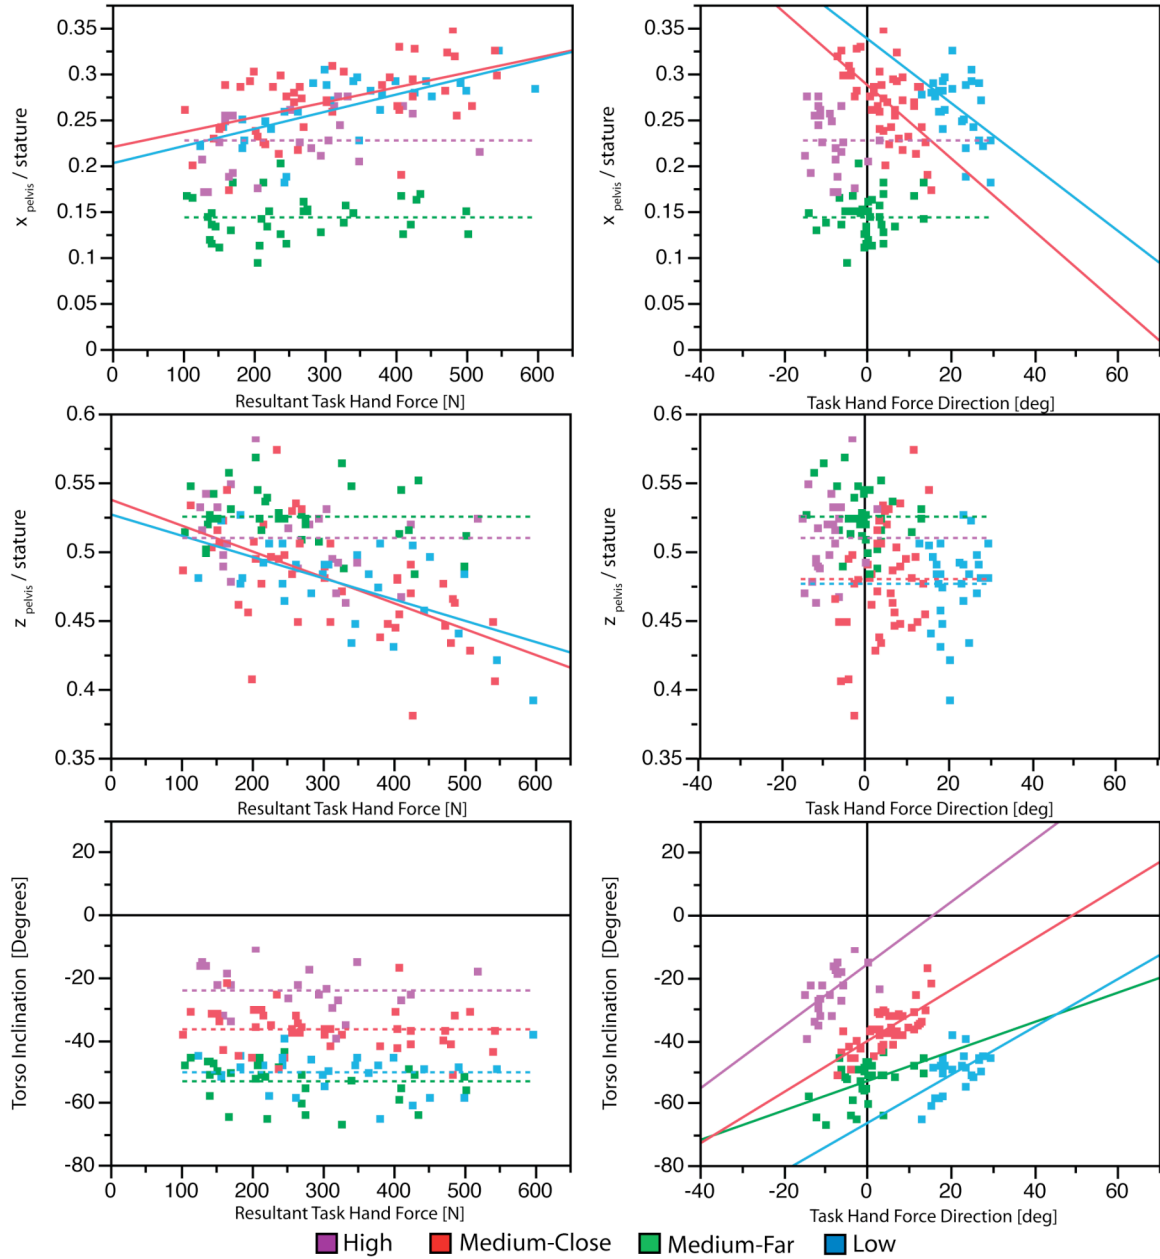 0.35
0.3
0.25
0.2
0.15
0.1
0.05
0
x pelvis / stature
0 100 200 300 400 500 600
Resultant Task Hand Force [N]
0.35
0.3
0.25
0.2
0.15
0.1
0.05
0
x pelvis / stature
-40 -20 0 20 40 60
Task Hand Force Direction [deg]
0.6
0.55
0.5
0.45
0.4
0.35
z pelvis / stature
0 100 200 300 400 500 600
Resultant Task Hand Force [N]
0.6
0.55
0.5
0.45
0.4
0.35
z pelvis / stature
-40 -20 0 20 40 60
Task Hand Force Direction [deg]
20
0
-20
-40
-60
-80
Torso Inclination [Degrees]
0 100 200 300 400 500 600
Resultant Task Hand Force [N]
20
0
-20
-40
-60
-80
Torso Inclination [Degrees]
-40 -20 0 20 40 60
Task Hand Force Direction [deg]
High Medium-Close Medium-Far Low